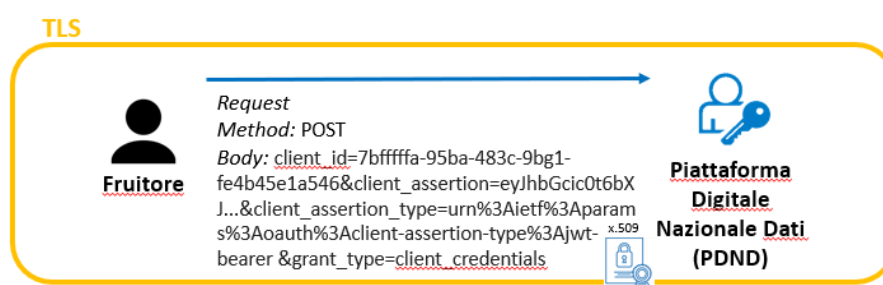 TLS
Request
Method: POST
Body: client_id=7bfffffa-95ba-483c-9bg1-
fe4b45e1a546&client_assertion=eyJhbGcic0t6bX
J...&client_assertion_type=urn%3Aietf%3Aparam
s%3Aoauth%3Aclient-assertion-type%3Ajwt-
bearer &grant_type=client_credentials
Fruitore
x.509
Piattaforma
Digitale
Nazionale Dati
(PDND)